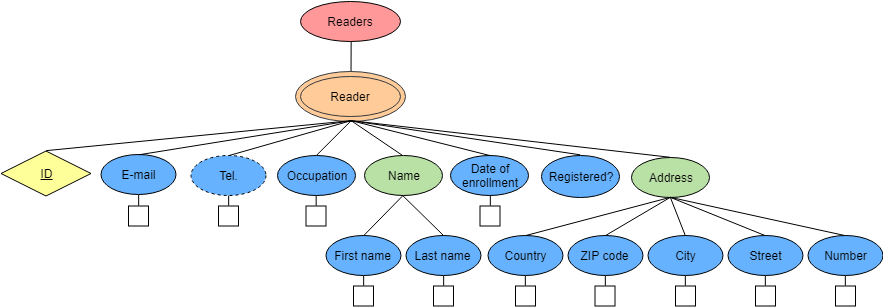 Readers
Reader
ID
E-mail
Tel.
Occupation
Name
Date of
enrollment
Registered?
Address
First name
Last name
Country
ZIP code
City
Street
Number